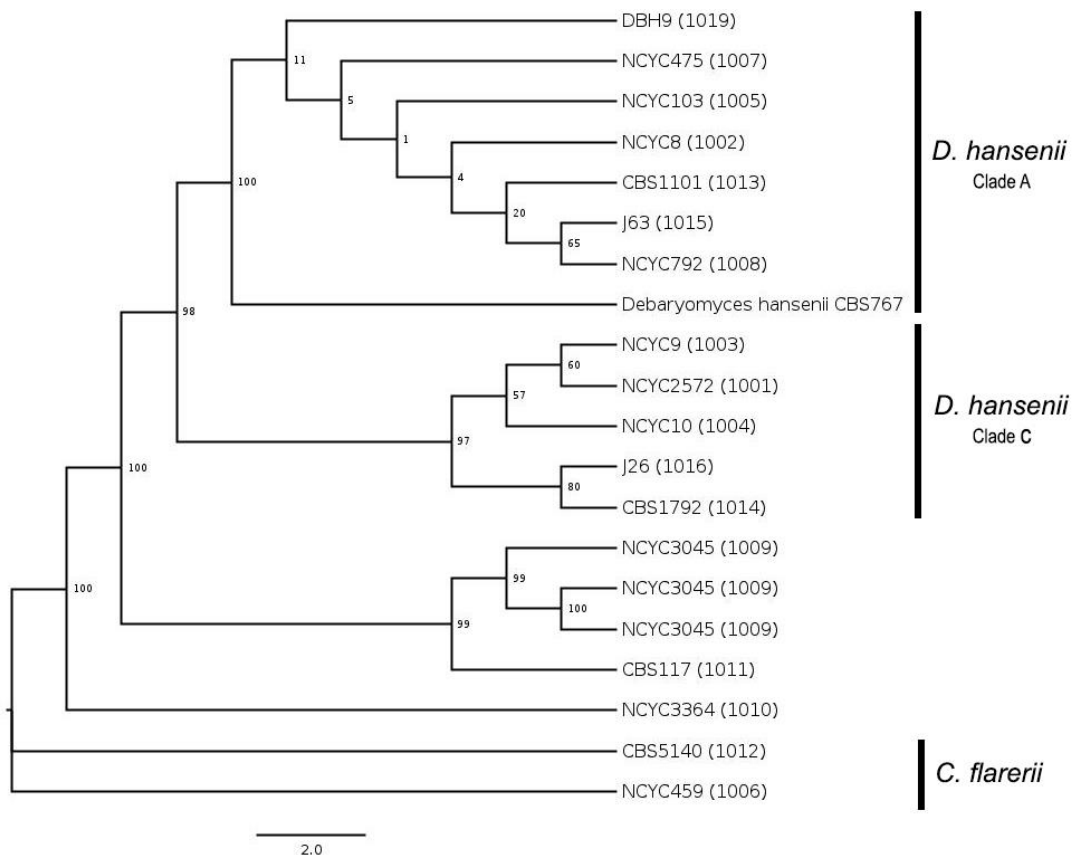 DBH9 (1019)
11
NCYC475 (1007)
5
NCYC103 (1005)
1
NCYC8 (1002)
D. hansenii
4
Clade A
CBS1101 (1013)
100
20
J63 (1015)
65
NCYC792 (1008)
Debaryomyces hansenii CBS767
98
NCYC9 (1003)
60
NCYC2572 (1001)
57
D. hansenii
NCYC10 (1004)
Clade C
97
J26 (1016)
100
80
CBS1792 (1014)
NCYC3045 (1009)
99
NCYC3045 (1009)
100
100
NCYC3045 (1009)
99
CBS117 (1011)
NCYC3364 (1010)
CBS5140 (1012)
C. flarerii
NCYC459 (1006)
2.0